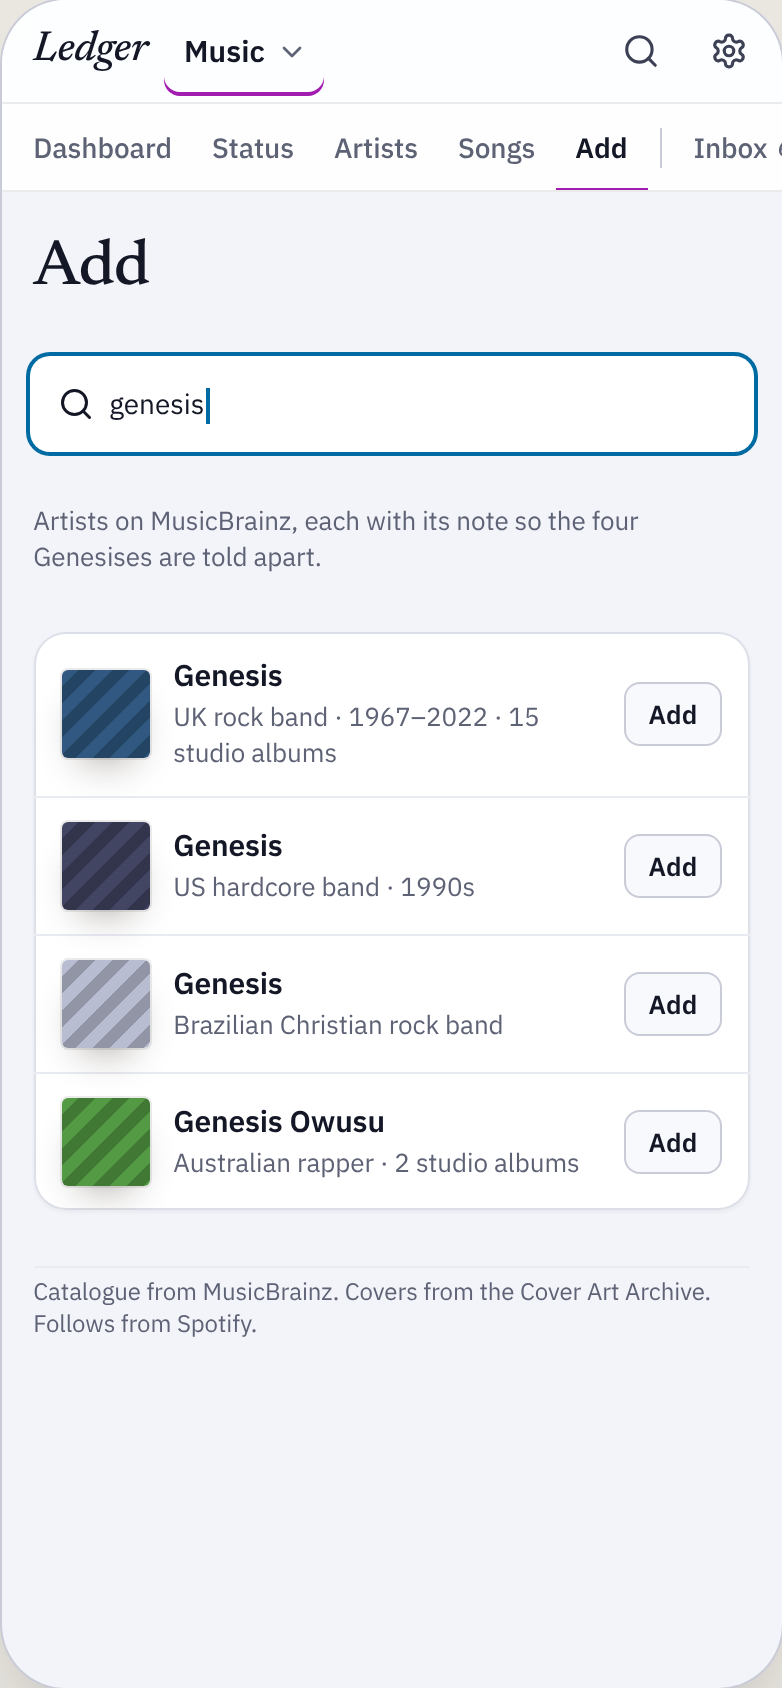 Ledger Music
Dashboard Status Artists Songs Add Inbox
Add
genesis
Artists on MusicBrainz, each with its note so the four
Genesises are told apart.
Genesis
UK rock band · 1967–2022 · 15
studio albums
Add
Genesis
US hardcore band · 1990s
Add
Genesis
Brazilian Christian rock band
Add
Genesis Owusu
Australian rapper · 2 studio albums
Add
Catalogue from MusicBrainz. Covers from the Cover Art Archive.
Follows from Spotify.